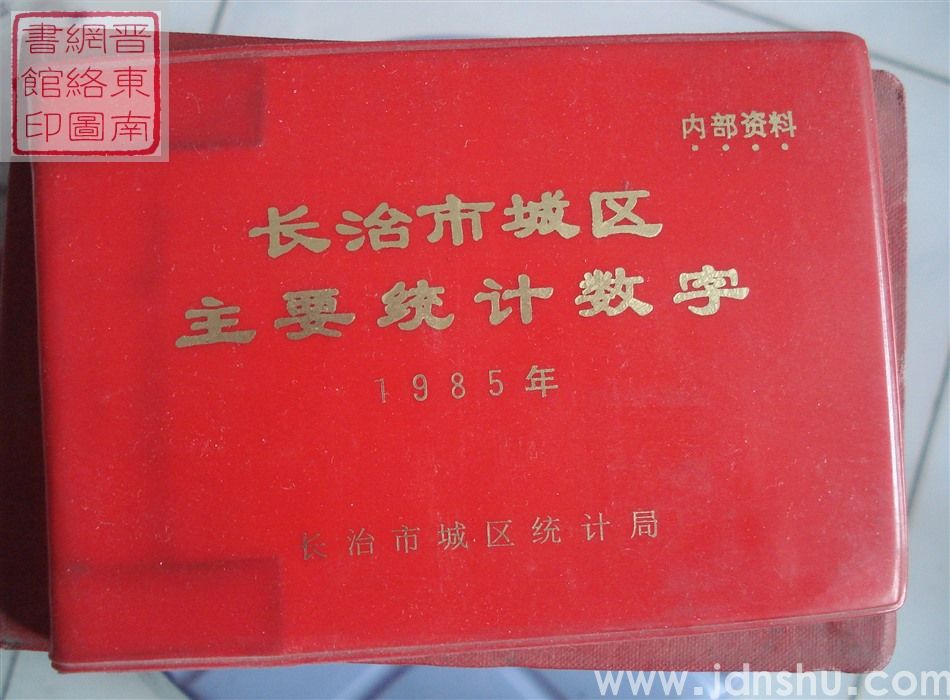 晋東南
網絡圖
書館印
内部资料
长治市城区
主要统计数字
1985年
长治市城区统计局
www.jdnshu.com